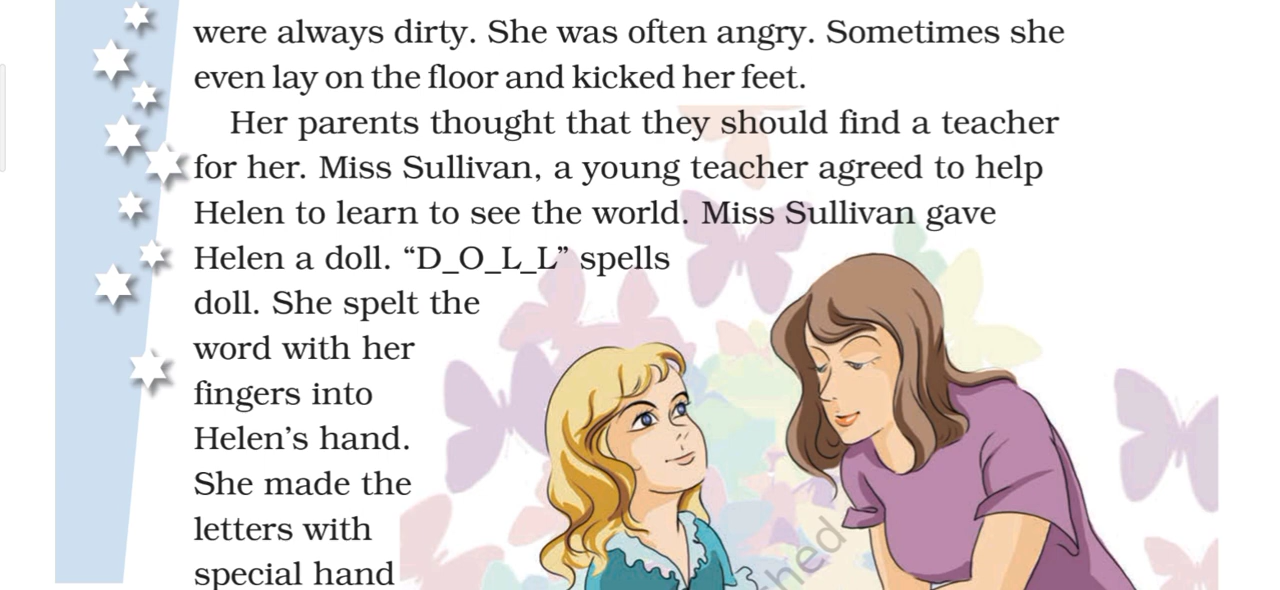 were always dirty. She was often angry. Sometimes she
even lay on the floor and kicked her feet.
Her parents thought that they should find a teacher
for her. Miss Sullivan, a young teacher agreed to help
Helen to learn to see the world. Miss Sullivan gave
Helen a doll. “D_O_L_L” spells
doll. She spelt the
word with her
fingers into
Helen’s hand.
She made the
letters with
special hand